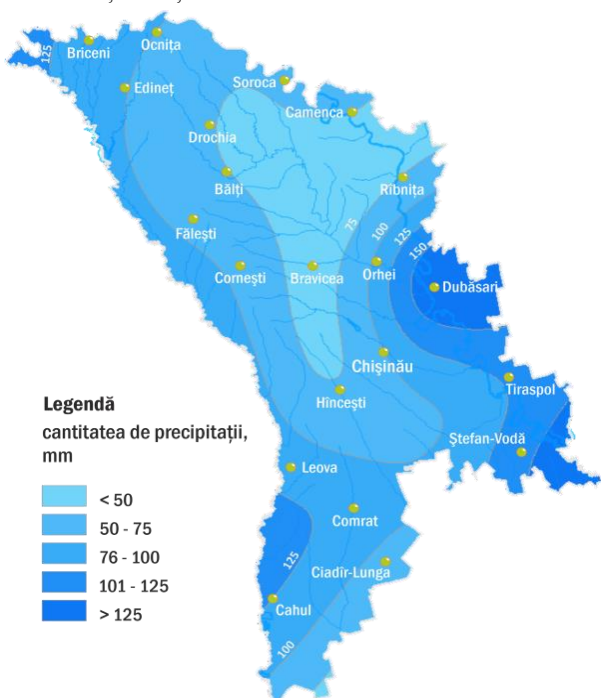 Ocnița
Briceni
125
Edineț
Soroca
Camenca
Drochia
Bălți
Rîbnița
Fălești
75
100
125
150
Cornești
Bravicea
Orhei
Dubăsari
Chișinău
Tiraspol
Hîncești
Ștefan-Vodă
Leova
Comrat
125
Ciadîr-Lunga
Cahul
100
Legendă
cantitatea de precipitații,
mm
< 50
50 - 75
76 - 100
101 - 125
> 125